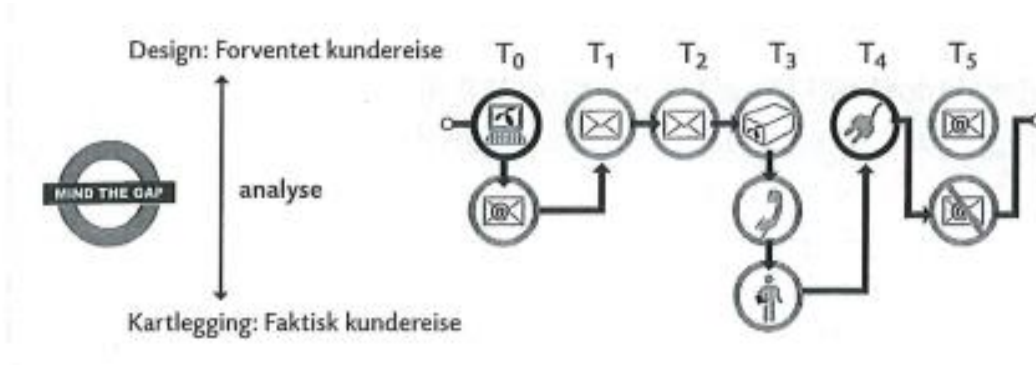 Design: Forventet kundereise
T0 T1 T2 T3 T4 T5
MIND THE GAP
analyse
@ @
@
Kartlegging: Faktisk kundereise